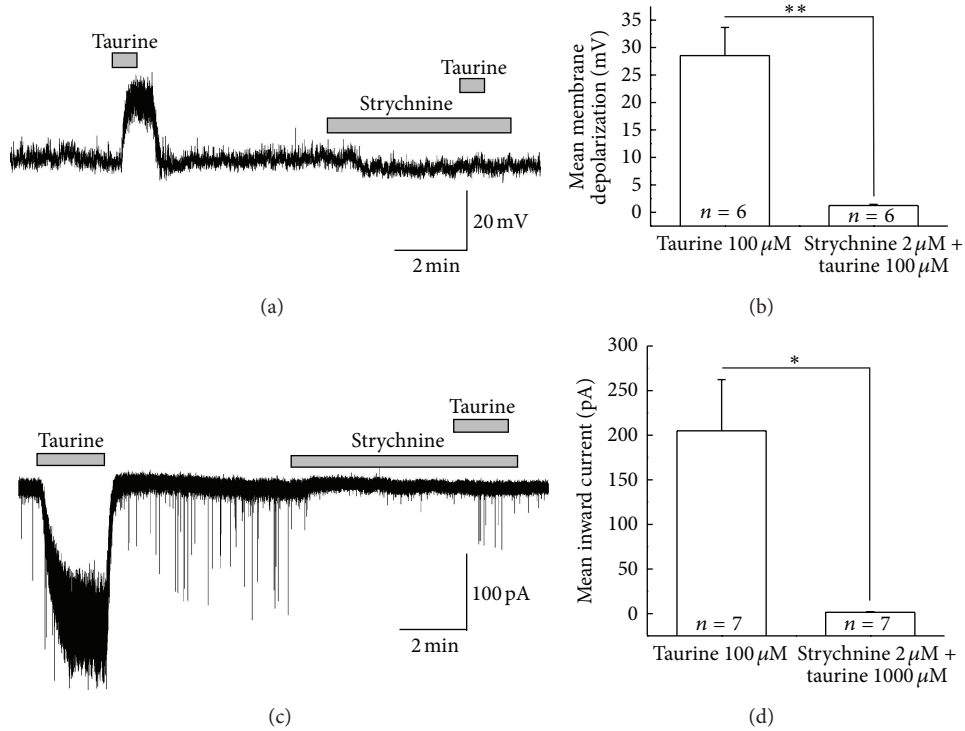 Taurine
Taurine
Strychnine
20 mV
2 min
(a)
**
35
30
25
20
15
10
5
0
Mean membrane
depolarization (mV)
n = 6
n = 6
Taurine 100 μM
Strychnine 2 μM +
taurine 100 μM
(b)
Taurine
Taurine
Strychnine
100 pA
2 min
(c)
*
300
250
200
150
100
50
0
Mean inward current (pA)
n = 7
n = 7
Taurine 100 μM
Strychnine 2 μM +
taurine 1000 μM
(d)